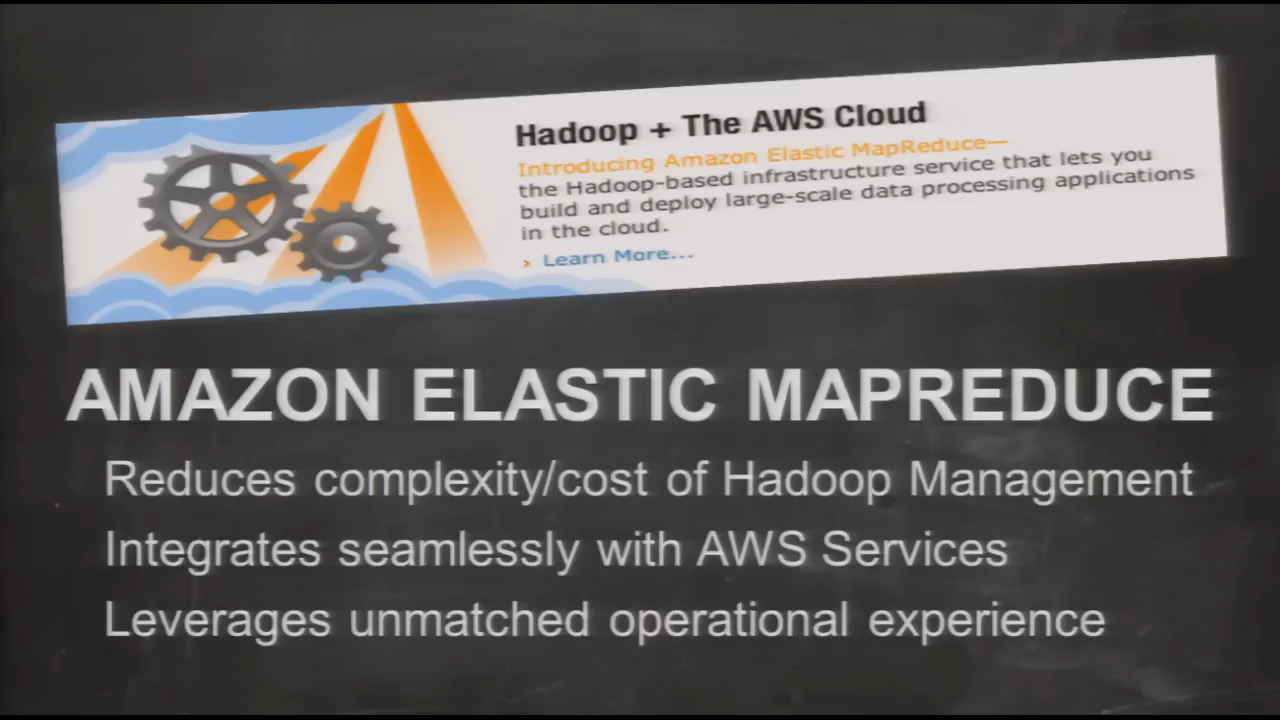 Hadoop + The AWS Cloud
Introducing Amazon Elastic MapReduce—
the Hadoop-based infrastructure service that lets you
build and deploy large-scale data processing applications
in the cloud.
› Learn More...
AMAZON ELASTIC MAPREDUCE
Reduces complexity/cost of Hadoop Management
Integrates seamlessly with AWS Services
Leverages unmatched operational experience